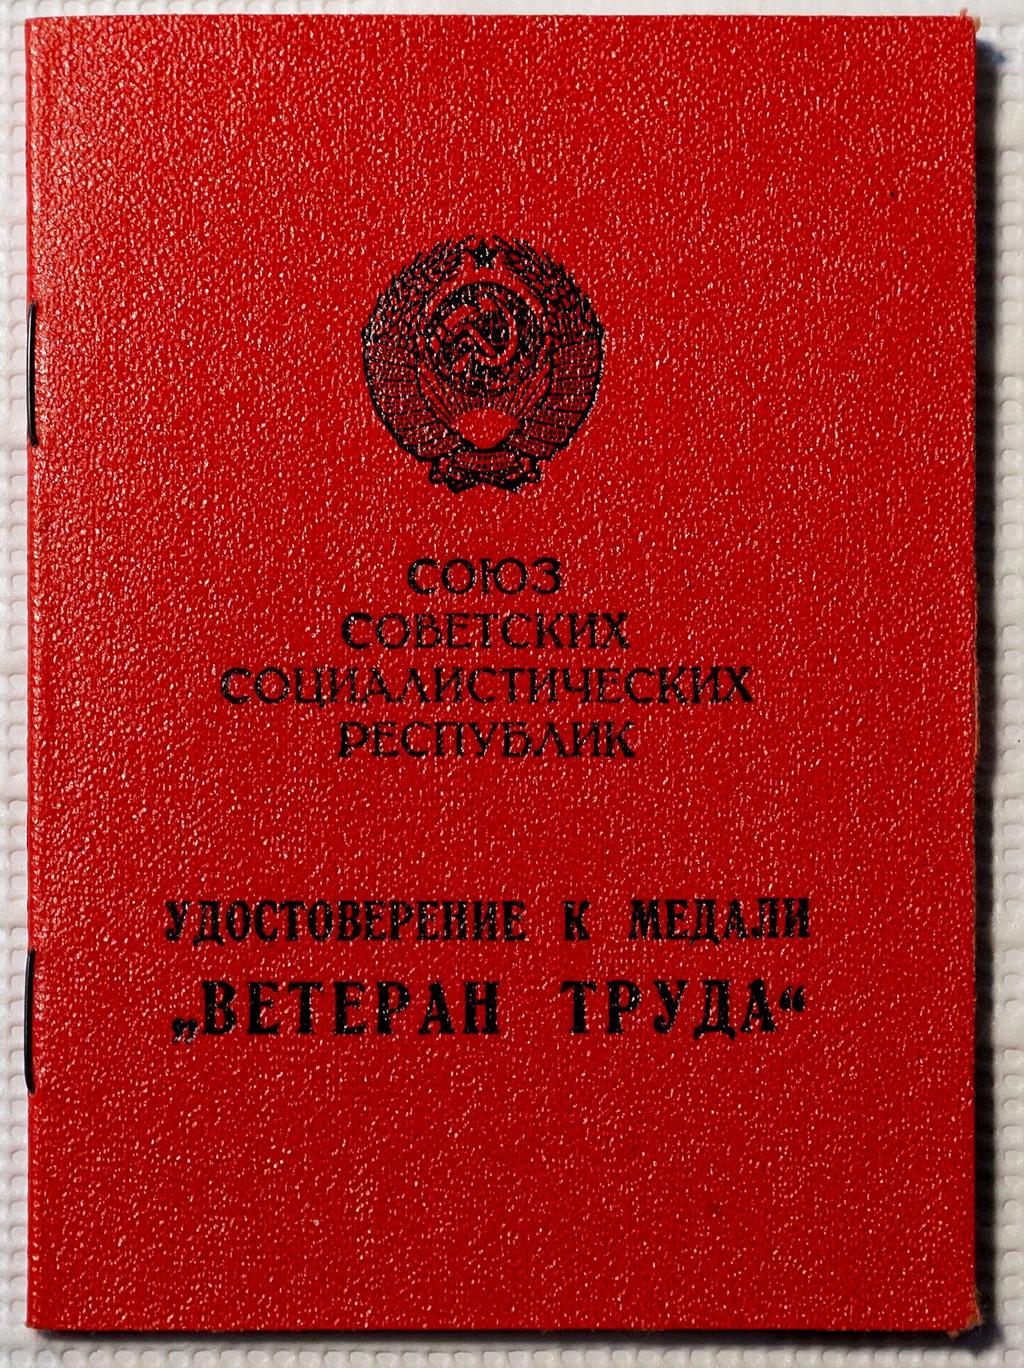 СОЮЗ
СОВЕТСКИХ
СОЦИАЛИСТИЧЕСКИХ
РЕСПУБЛИК
УДОСТОВЕРЕНИЕ К МЕДАЛИ
„ВЕТЕРАН ТРУДА“